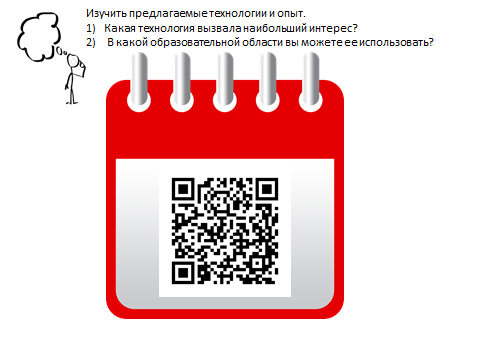 Изучить предлагаемые технологии и опыт.
1) Какая технология вызвала наибольший интерес?
2) В какой образовательной области вы можете ее использовать?